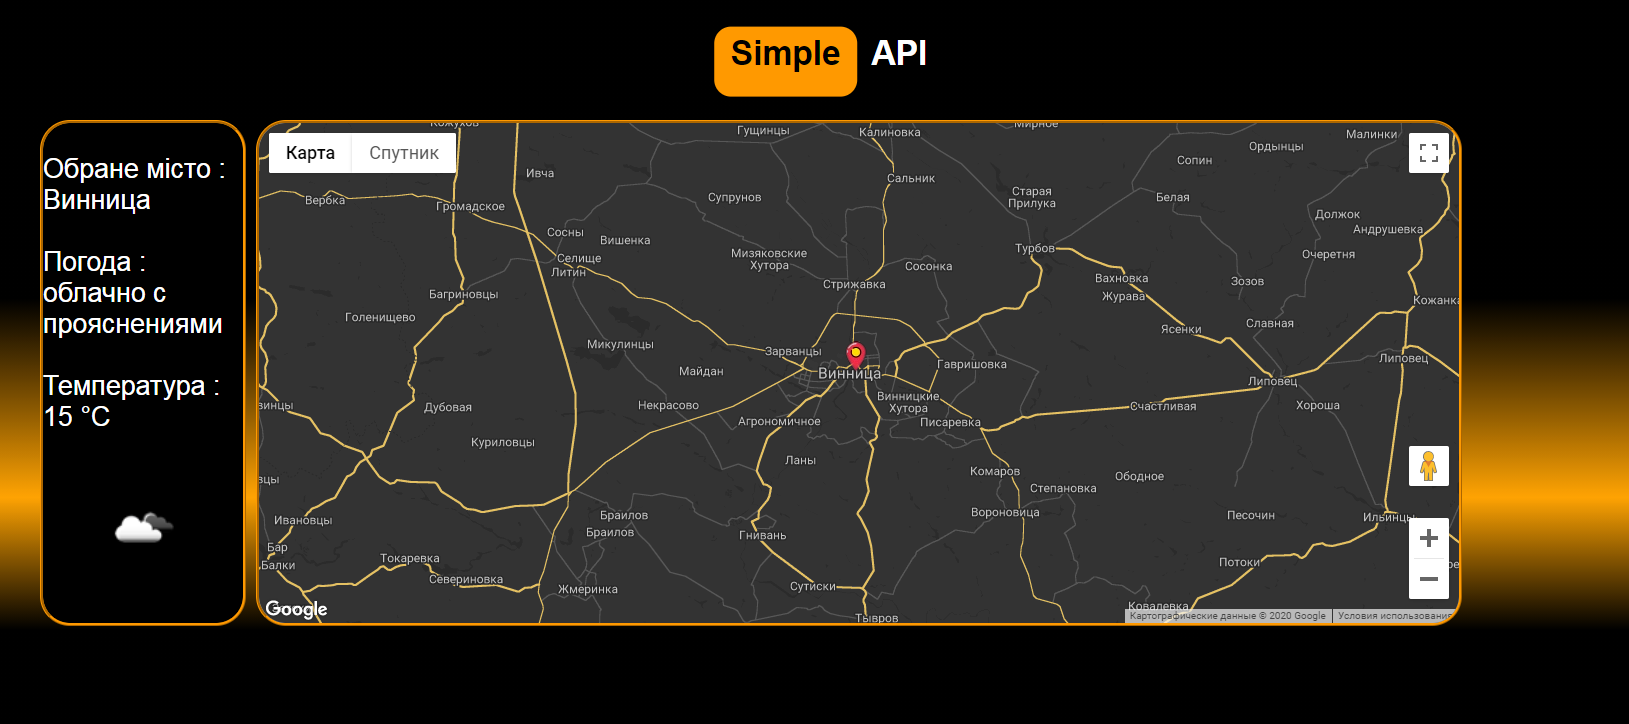 Simple API
Обране місто :
Винница
Погода :
облачно с
прояснениями
Температура :
15 °C
Карта Спутник
Кожухов
Гущинцы
Калиновка
Мирное
Малинки
Ордынцы
Сопин
Ивча
Сальник
Старая
Прилука
Белая
Супрунов
Вербка
Громадское
Должок
Андрушевка
Сосны
Вишенка
Турбов
Мизяковские
Хутора
Очеретня
Селище
Литин
Сосонка
Стрижавка
Вахновка
Журава
Зозов
Багриновцы
Кожанка
Голенищево
Славная
Ясенки
Микулинцы
Зарванцы
Липовец
Гавришовка
Майдан
Винница
Липовец
Винницкие
Хутора
Некрасово
Дубовая
Счастливая
Хороша
Агрономичное
Писаревка
Куриловцы
Ланы
Комаров
Ободное
Степановка
Вороновица
Песочин
Ильинцы
Ивановцы
Браилов
Браилов
Гнивань
Бар
Балки
Токаревка
Потоки
Севериновка
Сутиски
Жмеринка
Ковалевка
Тывров
Google
Картографические данные © 2020 Google
Условия использования